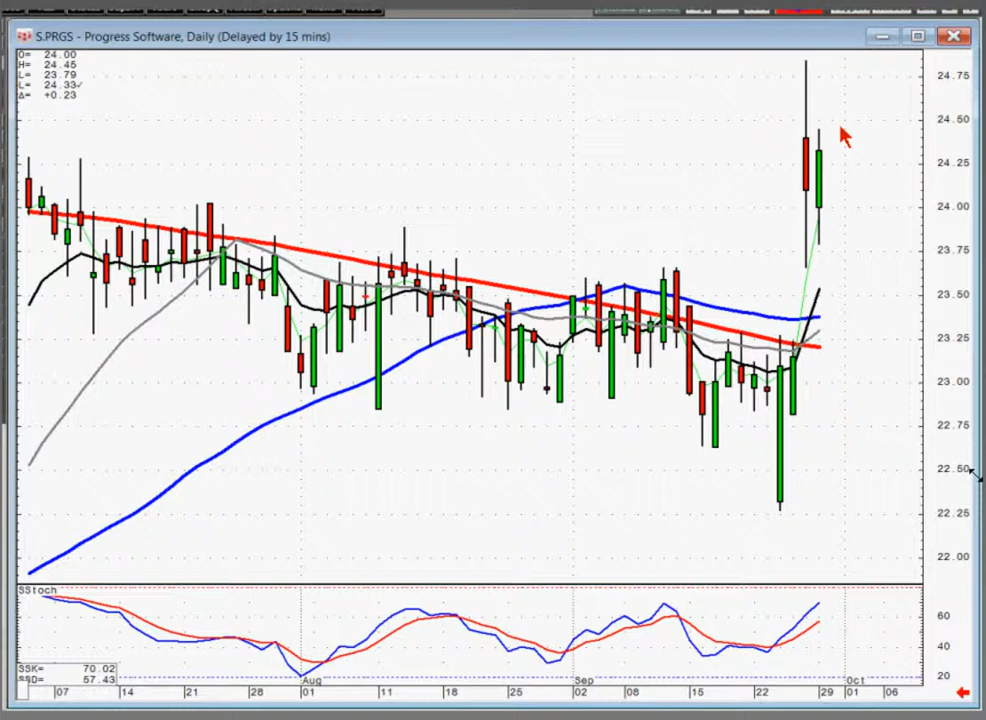 S.PRGS - Progress Software, Daily (Delayed by 15 mins)
O= 24.00
H= 24.45
L= 23.79
L= 24.33✓
Δ= +0.23
24.75
24.50
24.25
24.00
23.75
23.50
23.25
23.00
22.75
22.50
22.25
22.00
SStoch
60
40
20
SSK= 70.02
SSD= 57.43
Aug Sep Oct
07 14 21 28 01 11 18 25 02 08 15 22 29 01 06